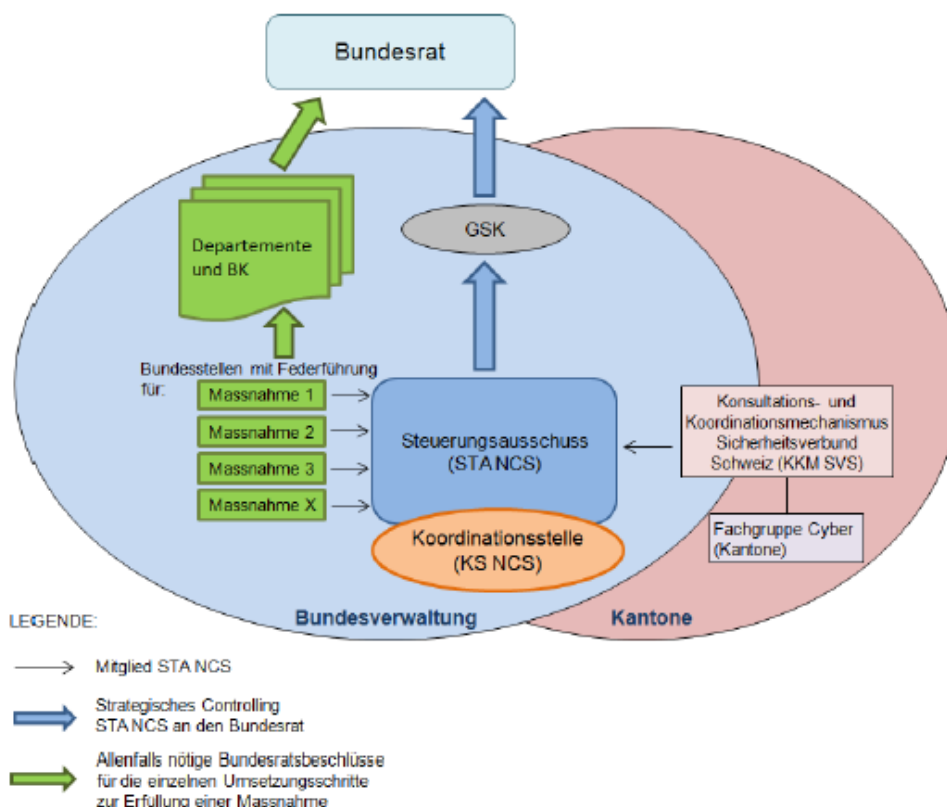 Bundesrat
GSK
Departemente
und BK
Bundesstellen mit Federführung
für:
Massnahme 1
Massnahme 2
Massnahme 3
Massnahme X
Steuerungsausschuss
(STA NCS)
Koordinationsstelle
(KS NCS)
Konsultations- und
Koordinationsmechanismus
Sicherheitsverbund
Schweiz (KKM SVS)
Fachgruppe Cyber
(Kantone)
Bundesverwaltung
Kantone
LEGENDE:
Mitglied STA NCS
Strategisches Controlling
STA NCS an den Bundesrat
Allenfalls nötige Bundesratsbeschlüsse
für die einzelnen Umsetzungsschritte
zur Erfüllung einer Massnahme